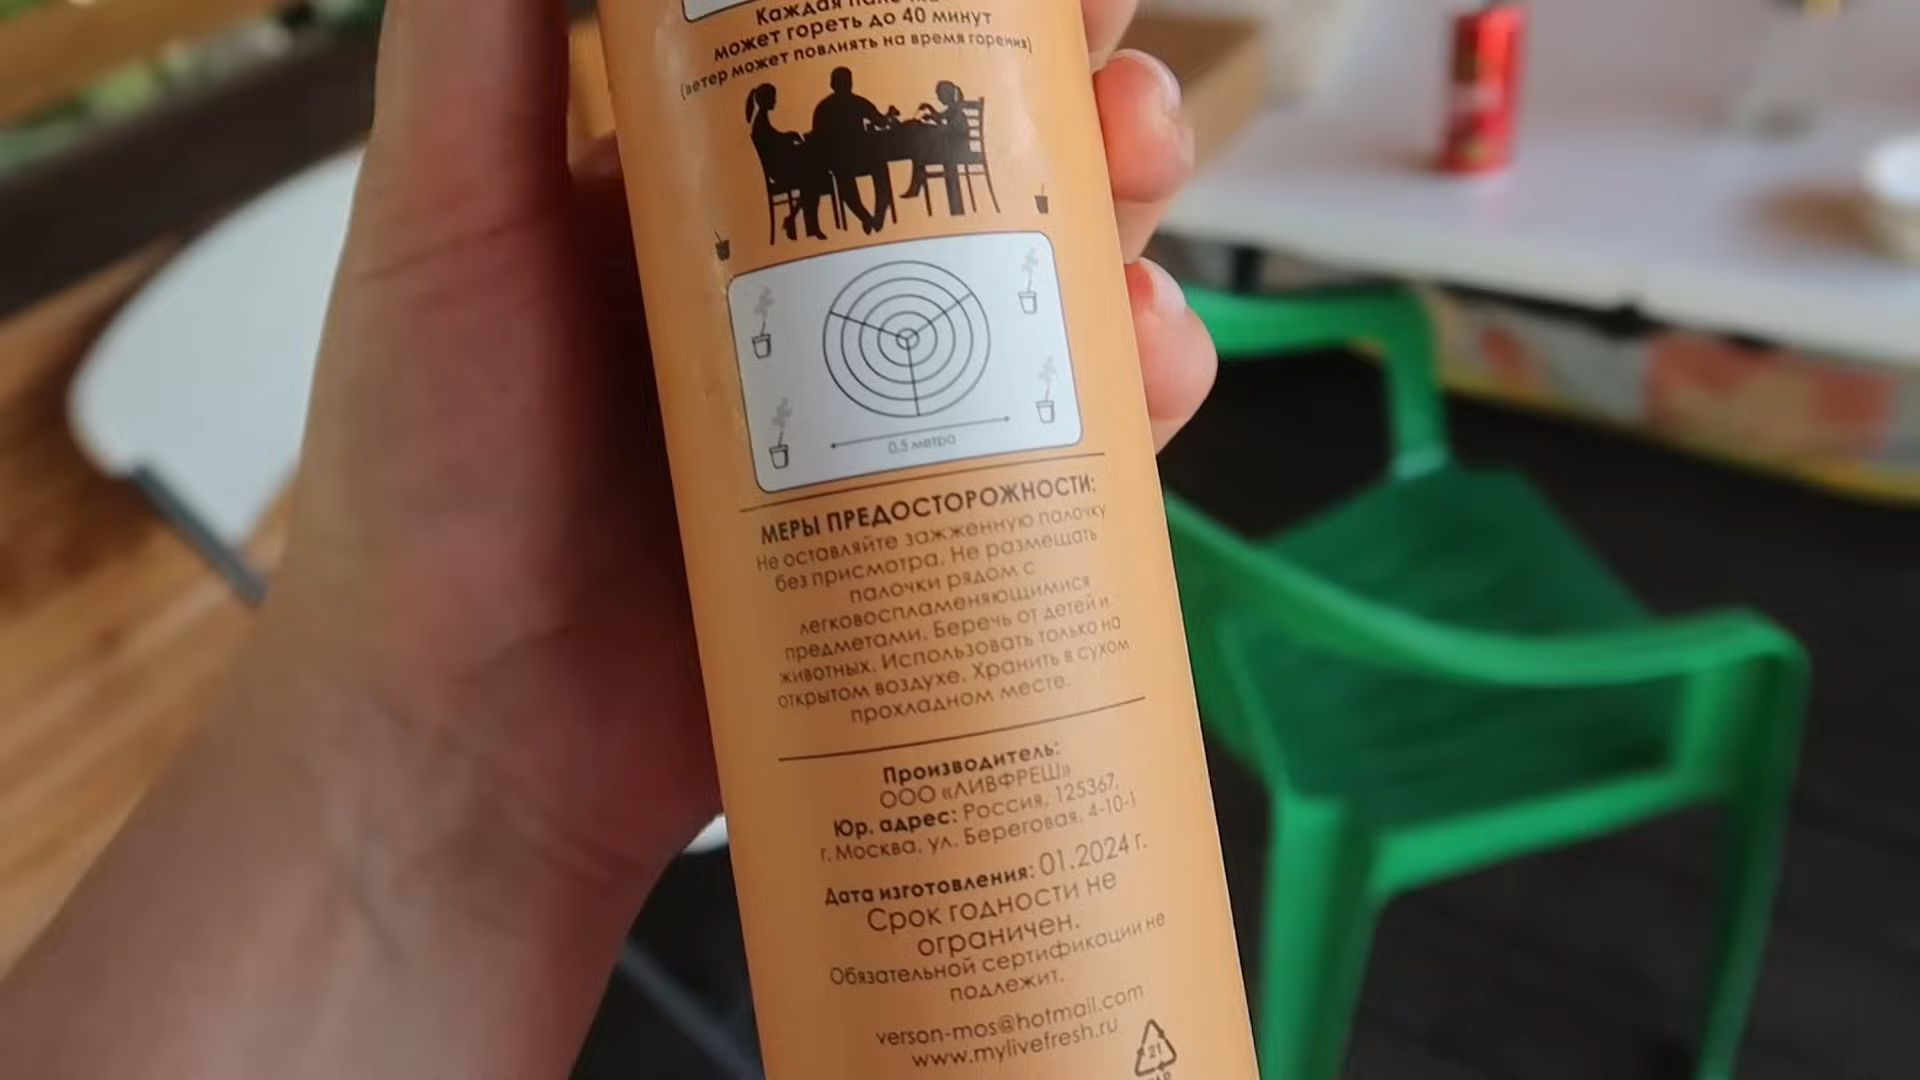 Каждая
может гореть до 40 минут
(ветер может повлиять на время горения)
0,5 метра
МЕРЫ ПРЕДОСТОРОЖНОСТИ:
Не оставляйте зажженную палочку
без присмотра. Не размещать
палочки рядом с
легковоспламеняющимися
предметами. Беречь от детей и
животных. Использовать только на
открытом воздухе. Хранить в сухом
прохладном месте.
Производитель:
ООО «ЛИВФРЕШ»
Юр. адрес: Россия, 125367,
г. Москва, ул. Береговая, 4-10-1
Дата изготовления: 01.2024 г.
Срок годности не
ограничен.
Обязательной сертификации не
подлежит.
verson-mos@hotmail.com
www.mylivefresh.ru
21